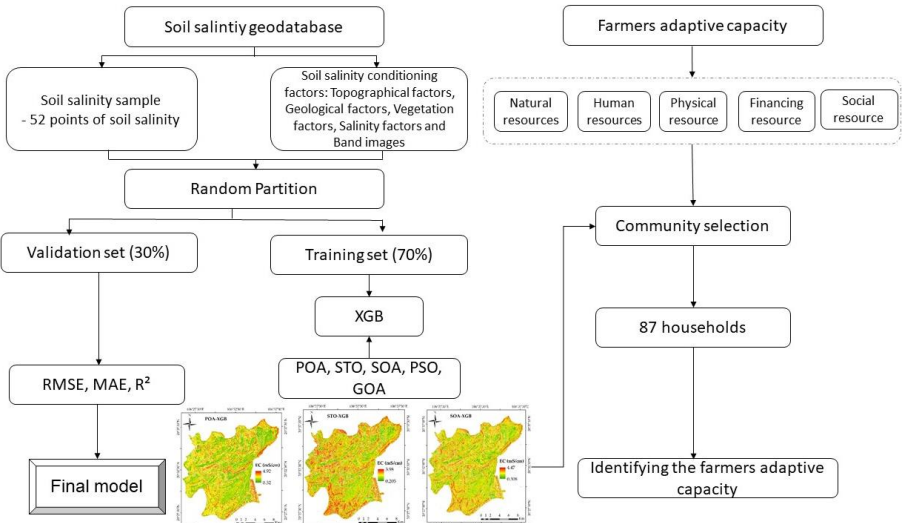 Soil salintiy geodatabase
Soil salinity sample
- 52 points of soil salinity
Soil salinity conditioning
factors: Topographical factors,
Geological factors, Vegetation
factors, Salinity factors and
Band images
Random Partition
Validation set (30%)
Training set (70%)
XGB
POA, STO, SOA, PSO,
GOA
RMSE, MAE, R²
Final model
POA-XGB
EC (mS/cm)
STO-XGB
EC (mS/cm)
SOA-XGB
EC (mS/cm)
Farmers adaptive capacity
Natural
resources
Human
resources
Physical
resource
Financing
resource
Social
resource
Community selection
87 households
Identifying the farmers adaptive
capacity